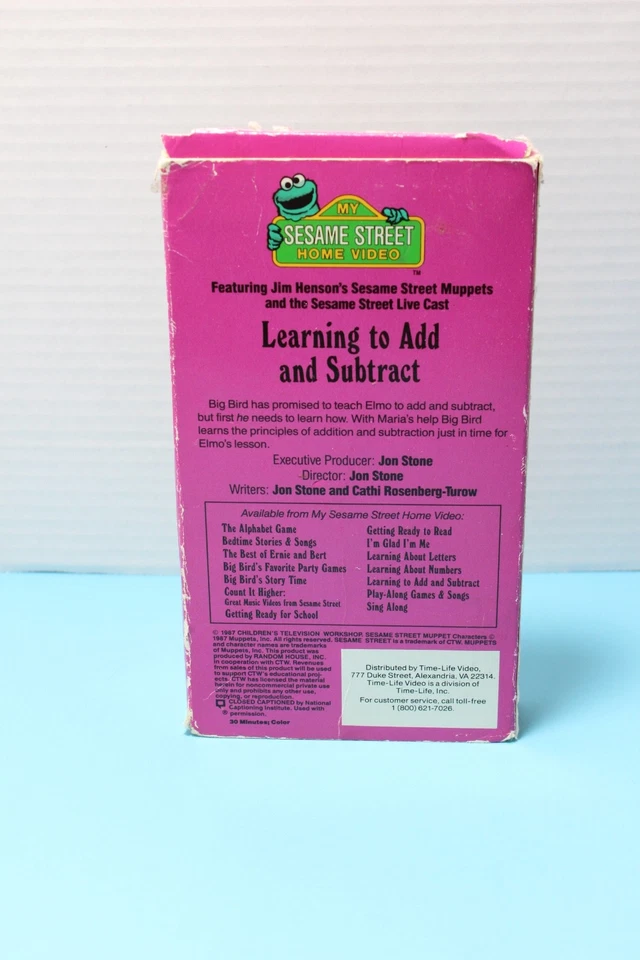 MY
SESAME STREET
HOME VIDEO
TM
Featuring Jim Henson's Sesame Street Muppets
and the Sesame Street Live Cast
Learning to Add
and Subtract
Big Bird has promised to teach Elmo to add and subtract,
but first he needs to learn how. With Maria's help Big Bird
learns the principles of addition and subtraction just in time for
Elmo's lesson.
Executive Producer: Jon Stone
Director: Jon Stone
Writers: Jon Stone and Cathi Rosenberg-Turow
Available from My Sesame Street Home Video:
The Alphabet Game
Bedtime Stories & Songs
The Best of Ernie and Bert
Big Bird's Favorite Party Games
Big Bird's Story Time
Count It Higher:
Great Music Videos from Sesame Street
Getting Ready for School
Getting Ready to Read
I'm Glad I'm Me
Learning About Letters
Learning About Numbers
Learning to Add and Subtract
Play-Along Games & Songs
Sing Along
© 1987 CHILDREN'S TELEVISION WORKSHOP. SESAME STREET MUPPET Characters ©
1987 Muppets, Inc. All rights reserved. SESAME STREET is a trademark of CTW. MUPPETS
and character names are trademarks
of Muppets, Inc. This product was
produced by RANDOM HOUSE, INC.
in cooperation with CTW. Revenues
from sales of this product will be used
to support CTW's educational proj-
ects. CTW has licensed the material
herein for noncommercial private use
only and prohibits any other use,
copying, or reproduction.
CLOSED CAPTIONED by National
Captioning Institute. Used with
® permission.
30 Minutes; Color
Distributed by Time-Life Video,
777 Duke Street, Alexandria, VA 22314.
Time-Life Video is a division of
Time-Life, Inc.
For customer service, call toll-free
1 (800) 621-7026.